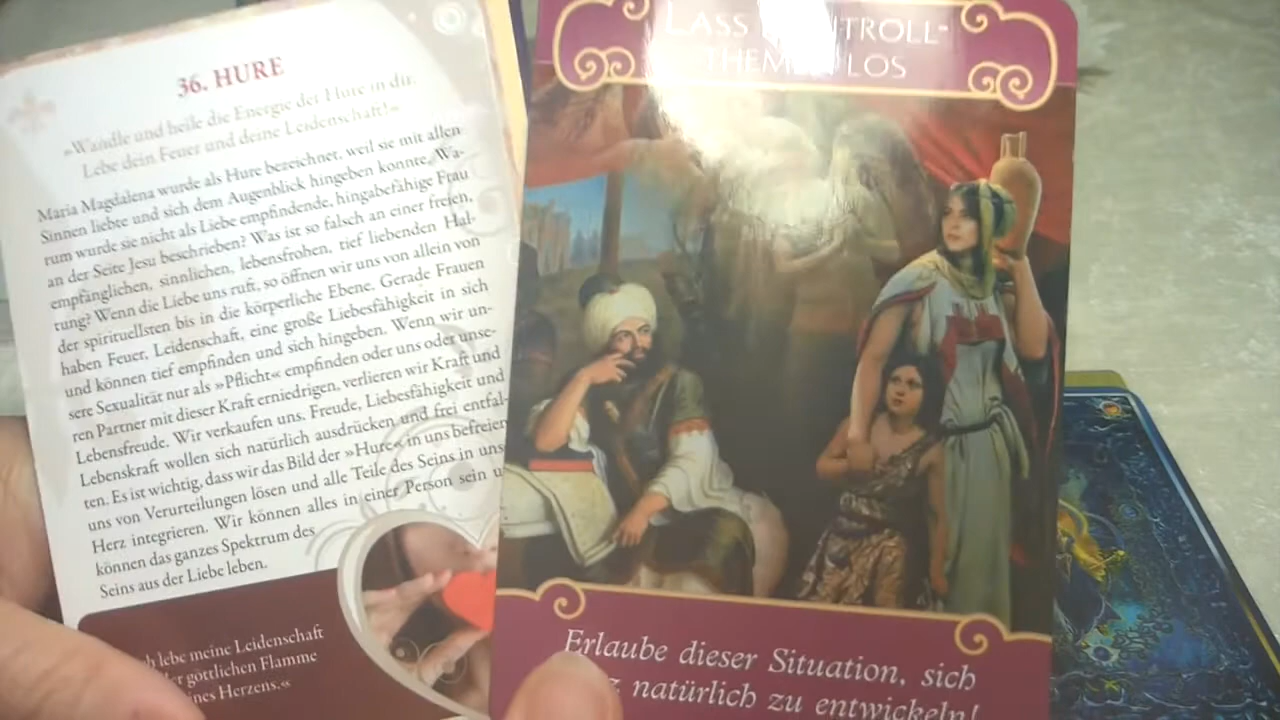 36. HURE
»Wandle und heile die Energie der Hure in dir.
Lebe dein Feuer und deine Leidenschaft!«
Maria Magdalena wurde als Hure bezeichnet, weil sie mit allen
Sinnen liebte und sich dem Augenblick hingeben konnte. Wa-
rum wurde sie nicht als Liebe empfindende, hingabefähige Frau
an der Seite Jesu beschrieben? Was ist so falsch an einer freien,
empfänglichen, sinnlichen, lebensfrohen, tief liebenden Hal-
tung? Wenn die Liebe uns ruft, so öffnen wir uns von allein von
der spirituellsten bis in die körperliche Ebene. Gerade Frauen
haben Feuer, Leidenschaft, eine große Liebesfähigkeit in sich
und können tief empfinden und sich hingeben. Wenn wir un-
sere Sexualität nur als »Pflicht« empfinden oder uns oder unse-
ren Partner mit dieser Kraft erniedrigen, verlieren wir Kraft und
Lebensfreude. Wir verkaufen uns. Freude, Liebesfähigkeit und
Lebenskraft wollen sich natürlich ausdrücken und frei entfal-
ten. Es ist wichtig, dass wir das Bild der »Hure« in uns befreien
uns von Verurteilungen lösen und alle Teile des Seins in uns
Herz integrieren. Wir können alles in einer Person sein u
können das ganzes Spektrum des
Seins aus der Liebe leben.
h lebe meine Leidenschaft
er göttlichen Flamme
nes Herzens.«
LASS NTROLL-
THEM LOS
Erlaube dieser Situation, sich
z natürlich zu entwickeln!